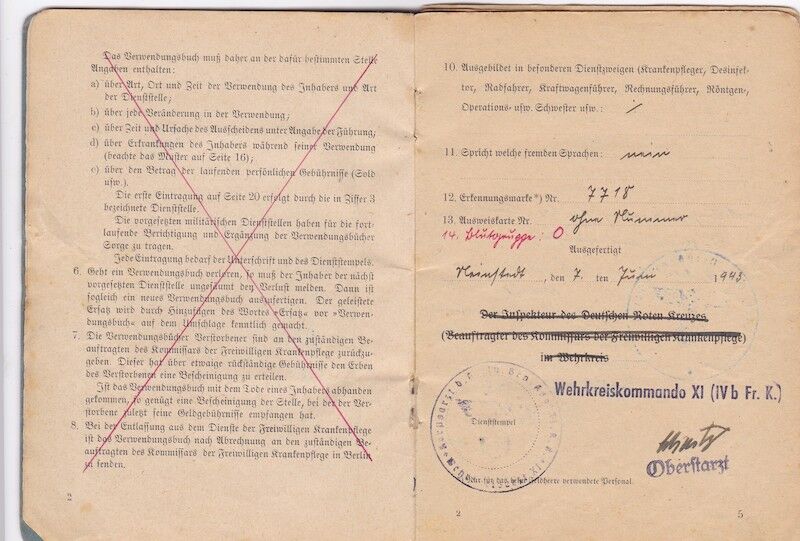 Das Verwendungsbuch muß daher an der dafür bestimmten Stelle
Angaben enthalten:
a) über Art, Ort und Zeit der Verwendung des Inhabers und Art
der Dienststelle;
b) über jede Veränderung in der Verwendung;
c) über Zeit und Ursache des Ausscheidens unter Angabe der Führung;
d) über Erkrankungen des Inhabers während seiner Verwendung
(beachte das Muster auf Seite 16);
e) über den Betrag der laufenden persönlichen Gebührnisse (Sold
usw.).
Die erste Eintragung auf Seite 20 erfolgt durch die in Ziffer 3
bezeichnete Dienststelle.
Die vorgesetzten militärischen Dienststellen haben für die fort-
laufende Berichtigung und Ergänzung der Verwendungsbücher
Sorge zu tragen.
Jede Eintragung bedarf der Unterschrift und des Dienststempels.
6. Geht ein Verwendungsbuch verloren, so muß der Inhaber der nächst
vorgesetzten Dienststelle ungesäumt den Verlust melden. Dann ist
sogleich ein neues Verwendungsbuch auszufertigen. Der geleistete
Ersatz wird durch Hinzufügen des Wortes »Ersatz« vor »Verwen-
dungsbuch« auf dem Umschlage kenntlich gemacht.
7. Die Verwendungsbücher Verstorbener sind an den zuständigen Be-
auftragten des Kommissars der Freiwilligen Krankenpflege zurückzu-
geben. Dieser hat über etwaige rückständige Gebührnisse den Erben
des Verstorbenen eine Bescheinigung zu erteilen.
Ist das Verwendungsbuch mit dem Tode eines Inhabers abhanden
gekommen, so genügt eine Bescheinigung der Stelle, bei der der Ver-
storbene zuletzt seine Geldgebührnisse empfangen hat.
8. Bei der Entlassung aus dem Dienste der Freiwilligen Krankenpflege
ist das Verwendungsbuch nach Abrechnung an den zuständigen Be-
auftragten des Kommissars der Freiwilligen Krankenpflege in Berlin
zu senden.
2
10. Ausgebildet in besonderen Dienstzweigen (Krankenpfleger, Desinfek-
tor, Radfahrer, Kraftwagenführer, Rechnungsführer, Röntgen-,
Operations- usw. Schwester usw.: /
11. Spricht welche fremden Sprachen: nein
12. Erkennungsmarke*) Nr. 7718
13. Ausweiskarte Nr. ohne Nummer
14. Blutgruppe: O
Ausgefertigt
Neinstedt, den 7. ten Juni 1943
Der Inspekteur des Deutschen Roten Kreuzes
(Beauftragter des Kommissars der Freiwilligen Krankenpflege)
im Wehrkreis
Wehrkreiskommando XI (IV b Fr. K.)
Dienststempel
Oberstarzt
*) Nur für das beim Feldheere verwendete Personal.
2
5